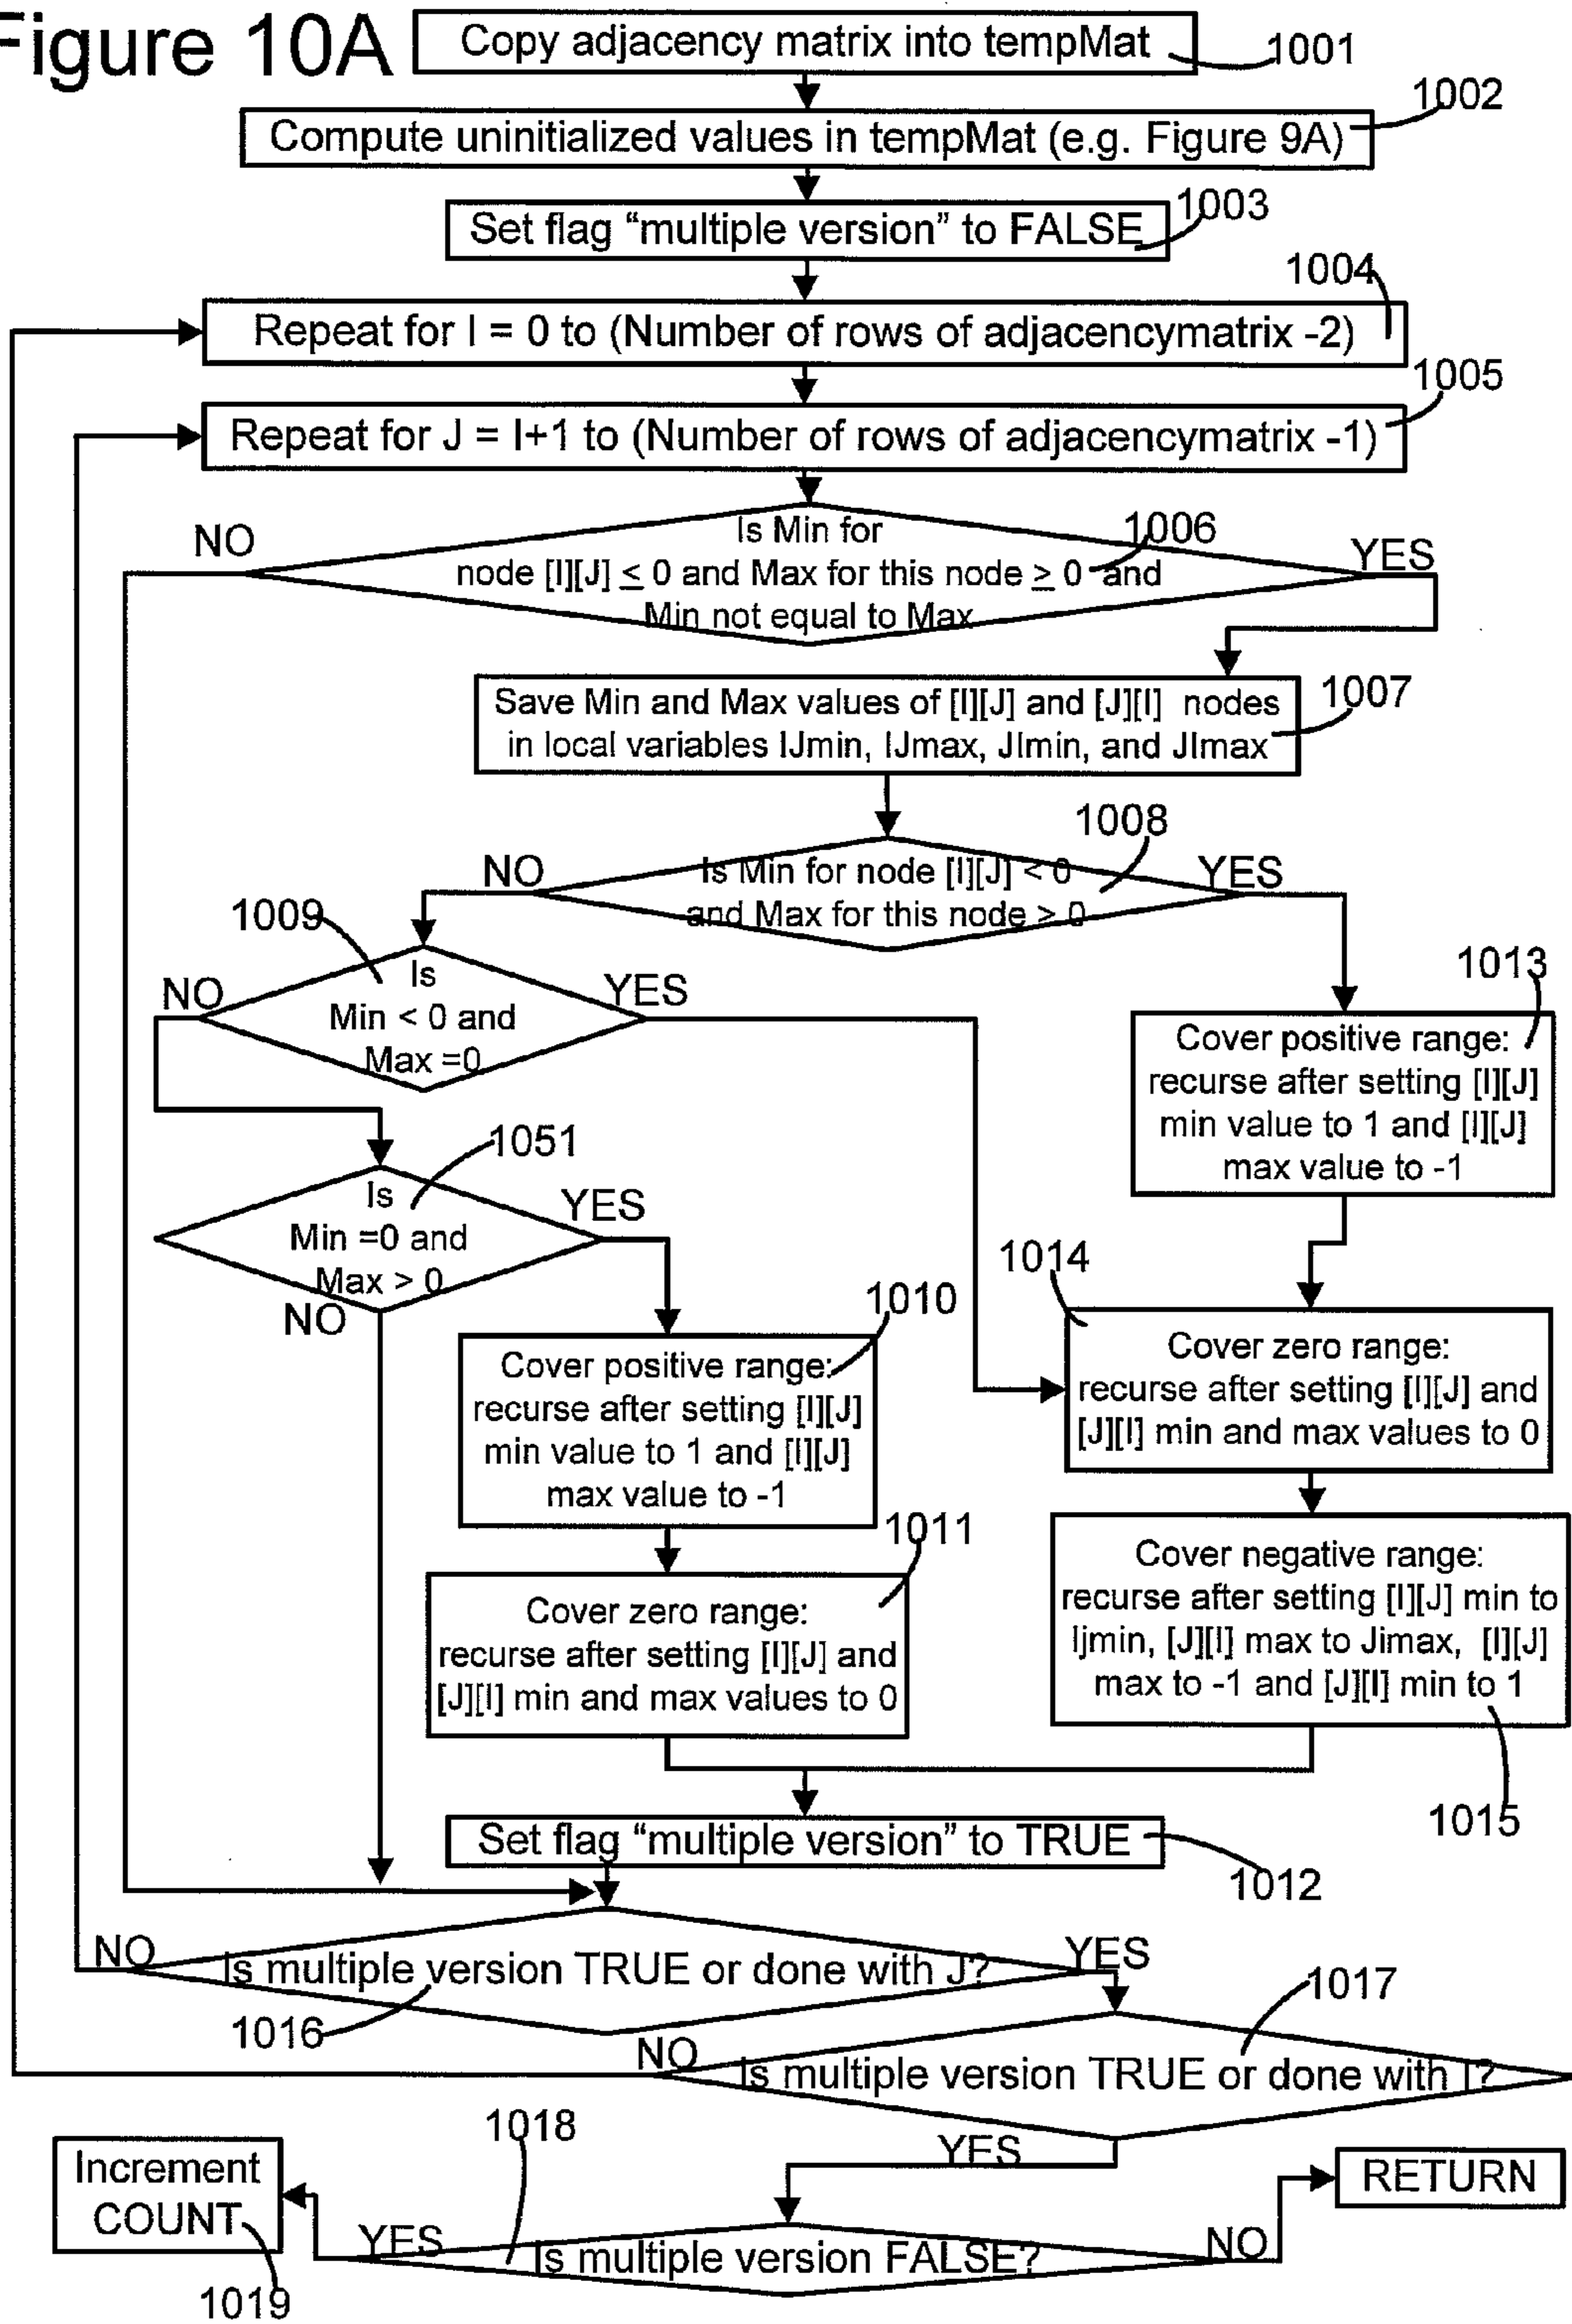 Figure 10A
Copy adjacency matrix into tempMat
1001
1002
Compute uninitialized values in tempMat (e.g. Figure 9A)
1003
Set flag “multiple version” to FALSE
1004
Repeat for I = 0 to (Number of rows of adjacencymatrix -2)
1005
Repeat for J = I+1 to (Number of rows of adjacencymatrix -1)
NO
Is Min for
1006
YES
node [I][J] ≤ 0 and Max for this node ≥ 0 and
Min not equal to Max
Save Min and Max values of [I][J] and [J][I] nodes
in local variables IJmin, IJmax, JImin, and JImax
1007
1008
NO
Is Min for node [I][J] < 0
and Max for this node > 0
YES
1009
NO
Is
Min < 0 and
Max =0
YES
1013
Cover positive range:
recurse after setting [I][J]
min value to 1 and [I][J]
max value to -1
1051
Is
Min =0 and
Max > 0
YES
NO
1014
Cover zero range:
recurse after setting [I][J] and
[J][I] min and max values to 0
1010
Cover positive range:
recurse after setting [I][J]
min value to 1 and [I][J]
max value to -1
1011
Cover zero range:
recurse after setting [I][J] and
[J][I] min and max values to 0
Cover negative range:
recurse after setting [I][J] min to
Ijmin, [J][I] max to Jimax, [I][J]
max to -1 and [J][I] min to 1
1015
Set flag “multiple version” to TRUE
1012
NO
Is multiple version TRUE or done with J?
YES
1016
1017
NO
Is multiple version TRUE or done with I?
YES
1018
Increment
COUNT
1019
YES
Is multiple version FALSE?
NO
RETURN